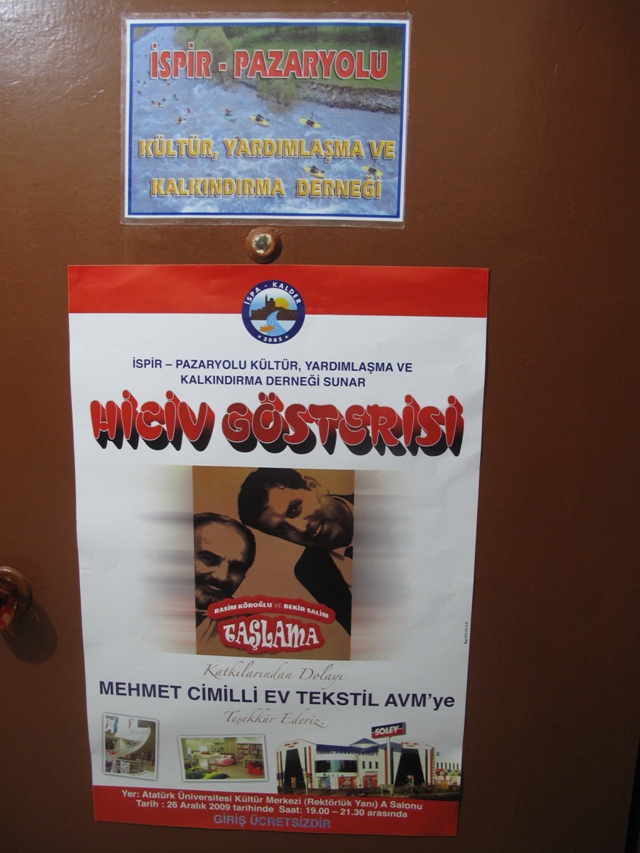 İSPİR - PAZARYOLU
KÜLTÜR, YARDIMLAŞMA VE
KALKINDIRMA DERNEĞİ
İSPA - KALDER
2003
İSPİR – PAZARYOLU KÜLTÜR, YARDIMLAŞMA VE
KALKINDIRMA DERNEĞİ SUNAR
HİCİV GÖSTERİSİ
RASİM KÖROĞLU VE BEKİR SALİM
TAŞLAMA
Katkılarından Dolayı
MEHMET CİMİLLİ EV TEKSTİL AVM'ye
Teşekkür Ederiz.
SOLEY
Yer: Atatürk Üniversitesi Kültür Merkezi (Rektörlük Yanı) A Salonu
Tarih : 26 Aralık 2009 tarihinde Saat: 19.00 – 21.30 arasında
GİRİŞ ÜCRETSİZDİR